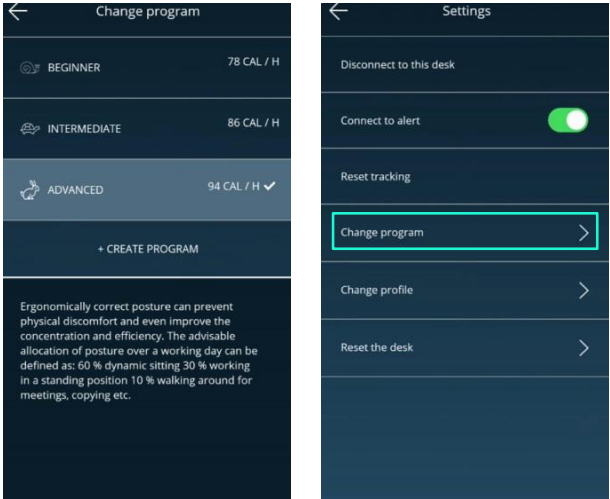 Change program
BEGINNER 78 CAL / H
INTERMEDIATE 86 CAL / H
ADVANCED 94 CAL / H
+ CREATE PROGRAM
Ergonomically correct posture can prevent
physical discomfort and even improve the
concentration and efficiency. The advisable
allocation of posture over a working day can be
defined as: 60 % dynamic sitting 30 % working
in a standing position 10 % walking around for
meetings, copying etc.
Settings
Disconnect to this desk
Connect to alert
Reset tracking
Change program
Change profile
Reset the desk